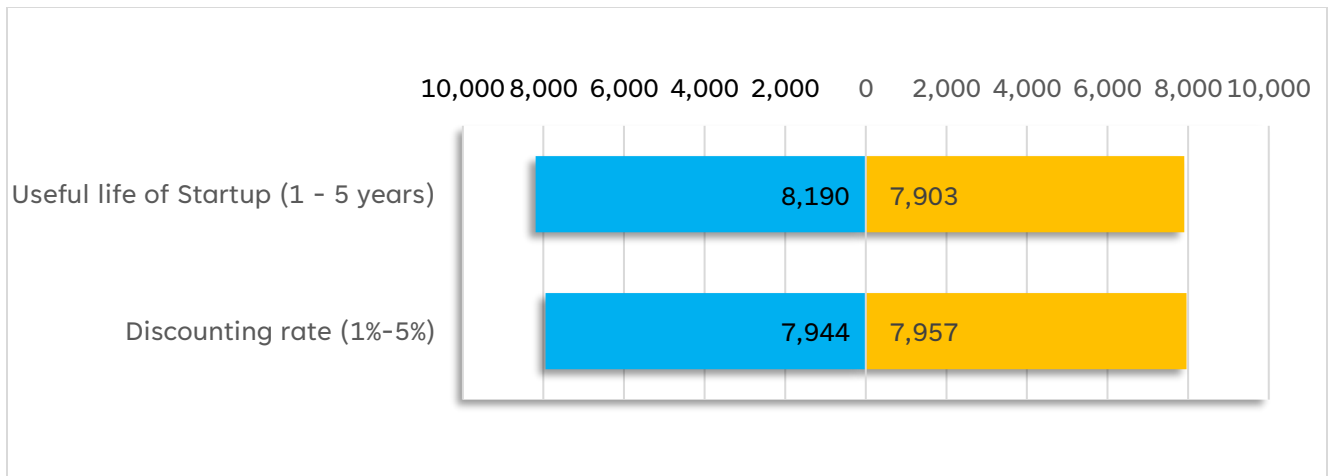 10,000 8,000 6,000 4,000 2,000 0 2,000 4,000 6,000 8,000 10,000
Useful life of Startup (1 - 5 years) 8,190 7,903
Discounting rate (1%-5%) 7,944 7,957